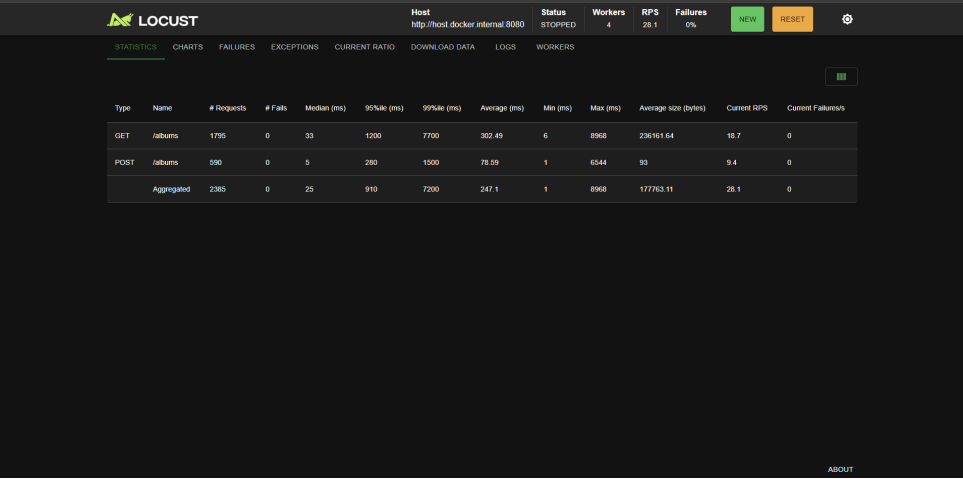 LOCUST
Host
http://host.docker.internal:8080
Status
STOPPED
Workers
4
RPS
28.1
Failures
0%
NEW
RESET
STATISTICS CHARTS FAILURES EXCEPTIONS CURRENT RATIO DOWNLOAD DATA LOGS WORKERS
Type Name # Requests # Fails Median (ms) 95%ile (ms) 99%ile (ms) Average (ms) Min (ms) Max (ms) Average size (bytes) Current RPS Current Failures/s
GET /albums 1795 0 33 1200 7700 302.49 6 8968 236161.64 18.7 0
POST /albums 590 0 5 280 1500 78.59 1 6544 93 9.4 0
Aggregated 2385 0 25 910 7200 247.1 1 8968 177763.11 28.1 0
ABOUT